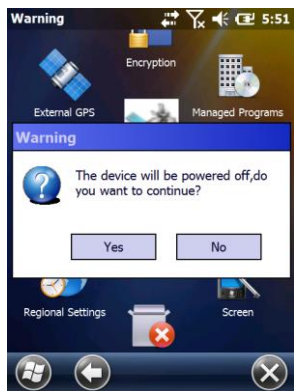 Warning 5:51
Encryption
External GPS Managed Programs
Warning
The device will be powered off,do
you want to continue?
Yes No
Regional Settings Screen